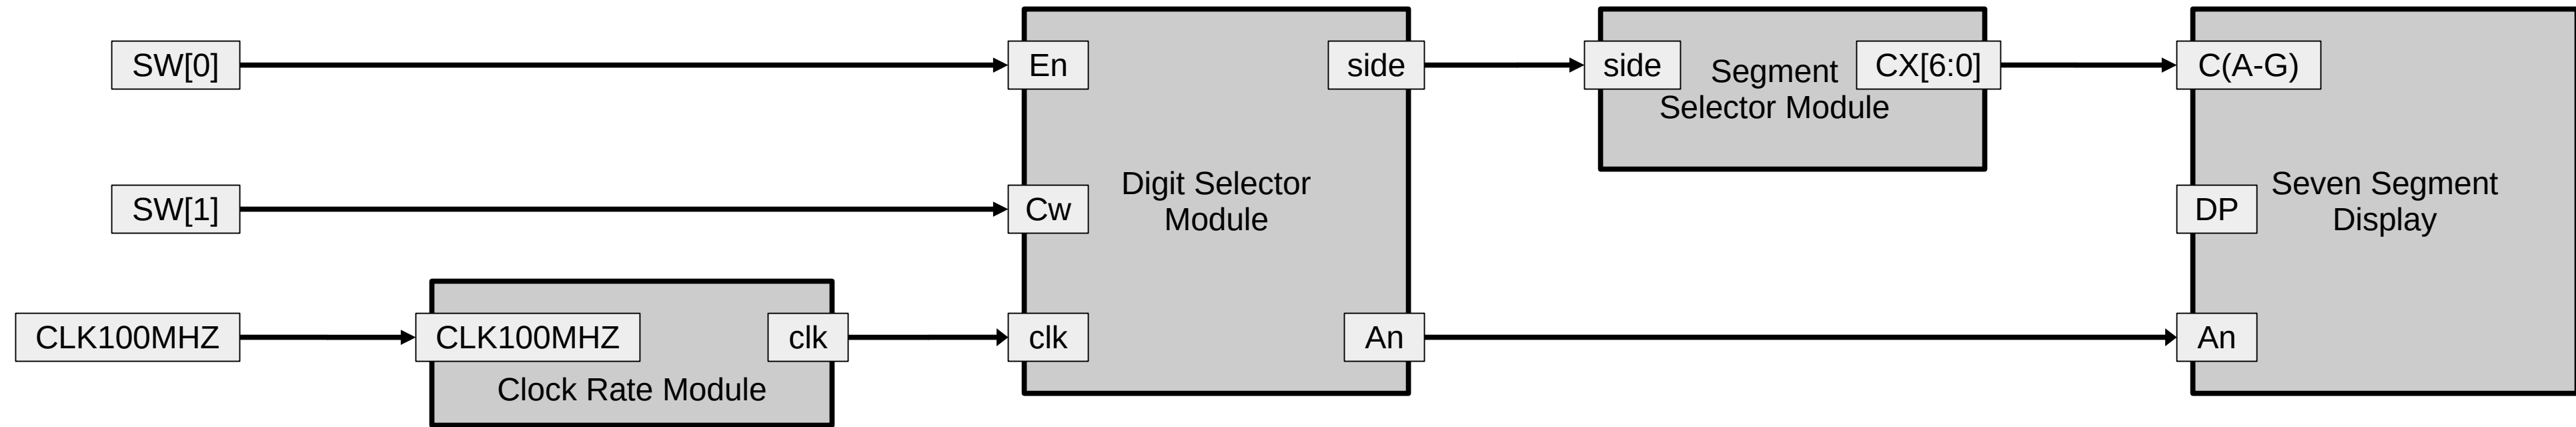 SW[0]
En
side
side
Segment
Selector Module
CX[6:0]
C(A-G)
SW[1]
Cw
Digit Selector
Module
DP
Seven Segment
Display
CLK100MHZ
CLK100MHZ
clk
Clock Rate Module
clk
An
An